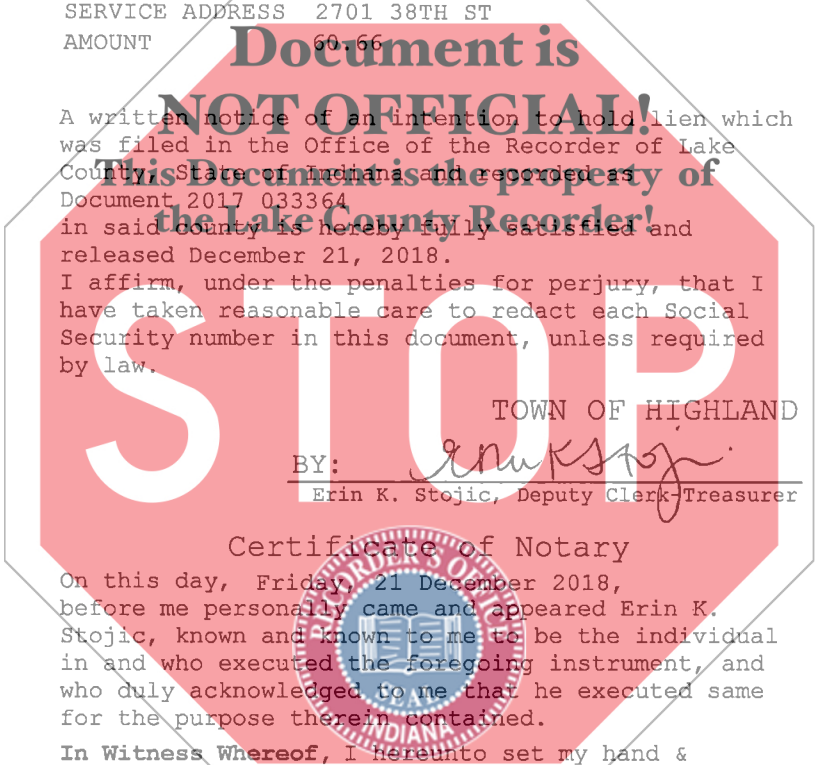 SERVICE ADDRESS 2701 38TH ST
AMOUNT 60.66
Document is
NOT OFFICIAL!
This Document is the property of
the Lake County Recorder!
A written notice of an intention to hold lien which
was filed in the Office of the Recorder of Lake
County, State of Indiana and recorded as
Document 2017 033364
in said county is hereby fully satisfied and
released December 21, 2018.
I affirm, under the penalties for perjury, that I
have taken reasonable care to redact each Social
Security number in this document, unless required
by law.
STOP
TOWN OF HIGHLAND
BY: Erin K Stojic
Erin K. Stojic, Deputy Clerk-Treasurer
Certificate of Notary
On this day, Friday, 21 December 2018,
before me personally came and appeared Erin K.
Stojic, known and known to me to be the individual
in and who executed the foregoing instrument, and
who duly acknowledged to me that he executed same
for the purpose therein contained.
RECORDER'S OFFICE
SEAL
INDIANA
In Witness Whereof, I hereunto set my hand &